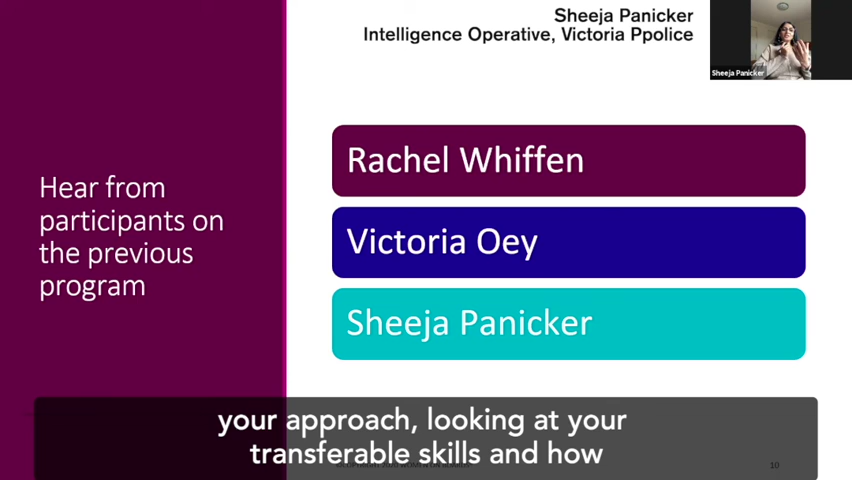 Sheeja Panicker
Intelligence Operative, Victoria Ppolice
Sheeja Panicker
Hear from
participants on
the previous
program
Rachel Whiffen
Victoria Oey
Sheeja Panicker
your approach, looking at your
transferable skills and how
10